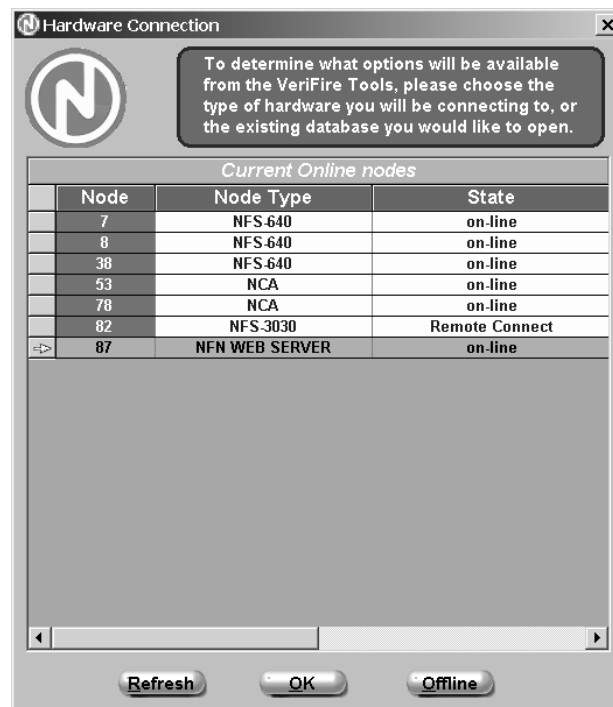 Hardware Connection
To determine what options will be available
from the VeriFire Tools, please choose the
type of hardware you will be connecting to, or
the existing database you would like to open.
Current Online nodes
Node Node Type State
7 NFS-640 on-line
8 NFS-640 on-line
38 NFS-640 on-line
53 NCA on-line
78 NCA on-line
82 NFS-3030 Remote Connect
87 NFN WEB SERVER on-line
Refresh OK Offline